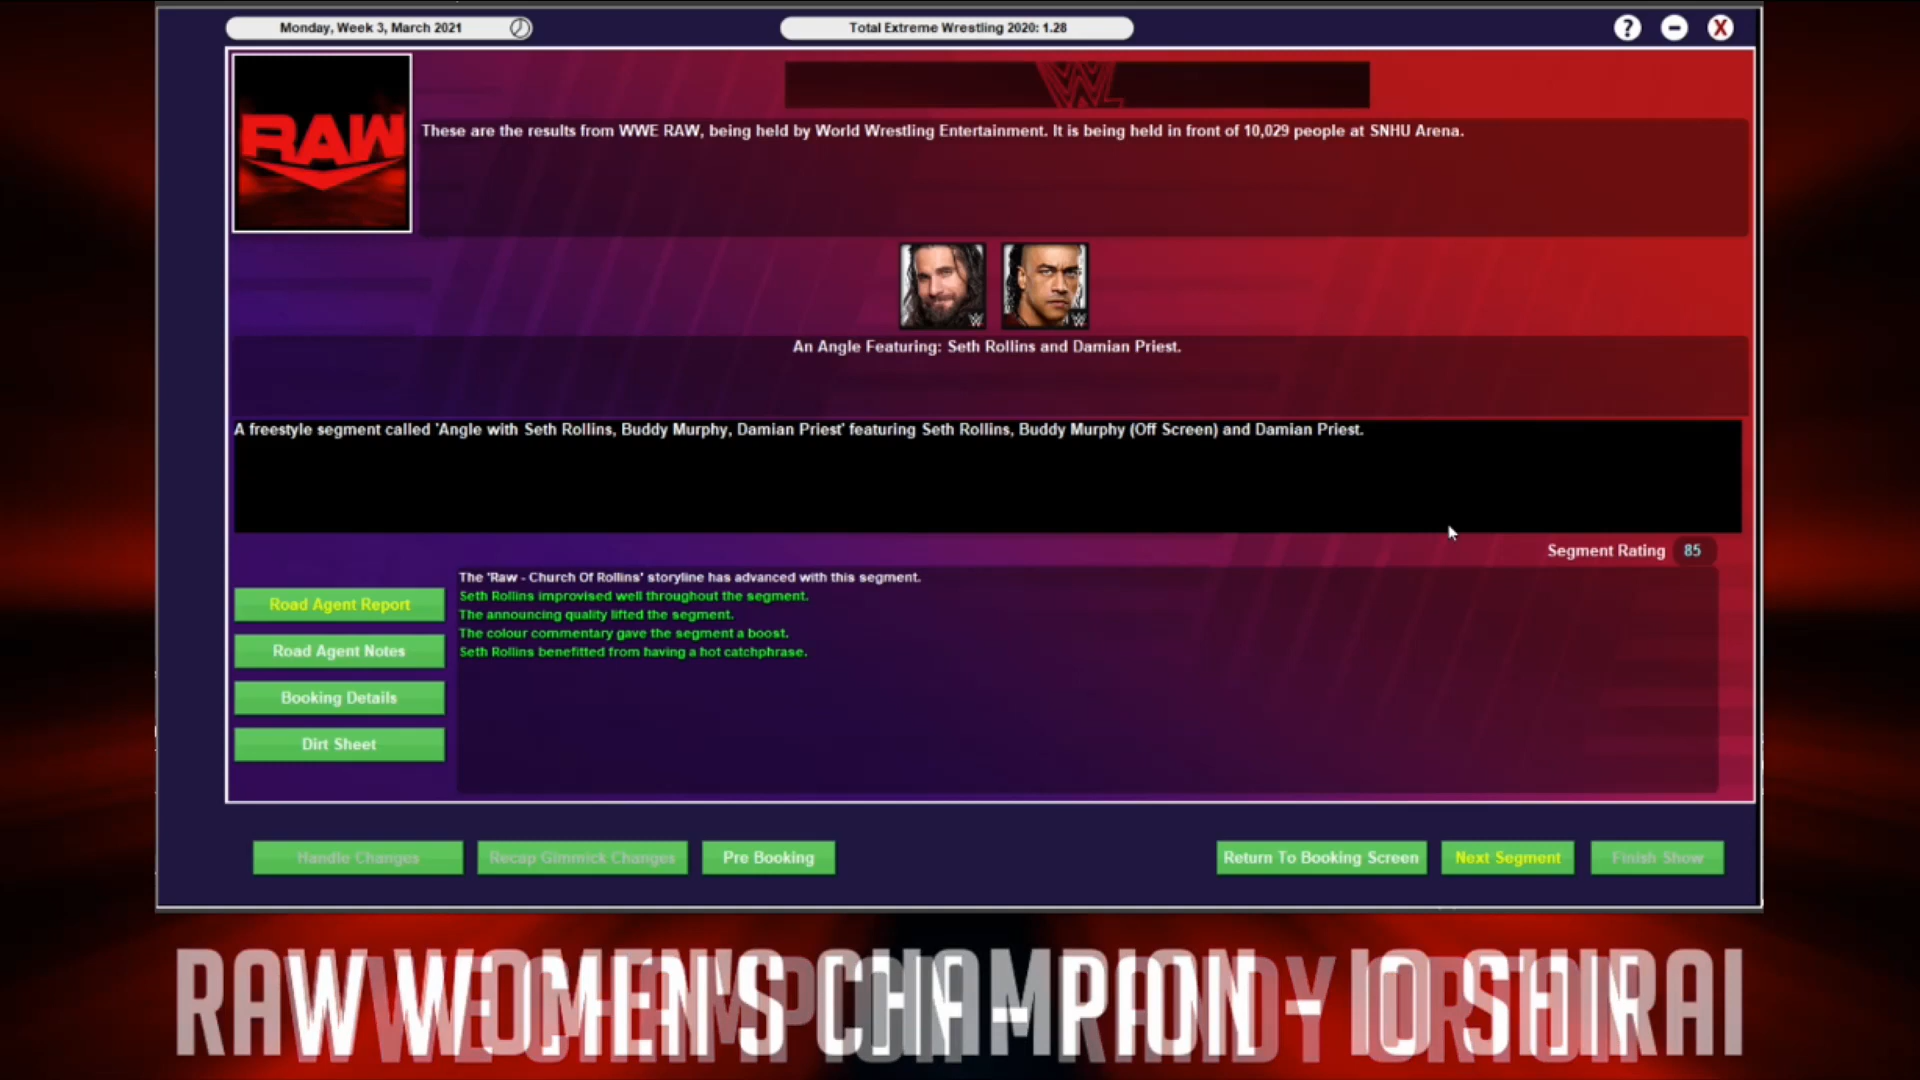 Monday, Week 3, March 2021
Total Extreme Wrestling 2020: 1.28
?
X
RAW
These are the results from WWE RAW, being held by World Wrestling Entertainment. It is being held in front of 10,029 people at SNHU Arena.
An Angle Featuring: Seth Rollins and Damian Priest.
A freestyle segment called 'Angle with Seth Rollins, Buddy Murphy, Damian Priest' featuring Seth Rollins, Buddy Murphy (Off Screen) and Damian Priest.
Segment Rating 85
The 'Raw - Church Of Rollins' storyline has advanced with this segment.
Seth Rollins improvised well throughout the segment.
The announcing quality lifted the segment.
The colour commentary gave the segment a boost.
Seth Rollins benefitted from having a hot catchphrase.
Road Agent Report
Road Agent Notes
Booking Details
Dirt Sheet
Handle Changes
Recap Gimmick Changes
Pre Booking
Return To Booking Screen
Next Segment
Finish Show
RAW WOMEN'S CHAMPION - IO SHIRAI